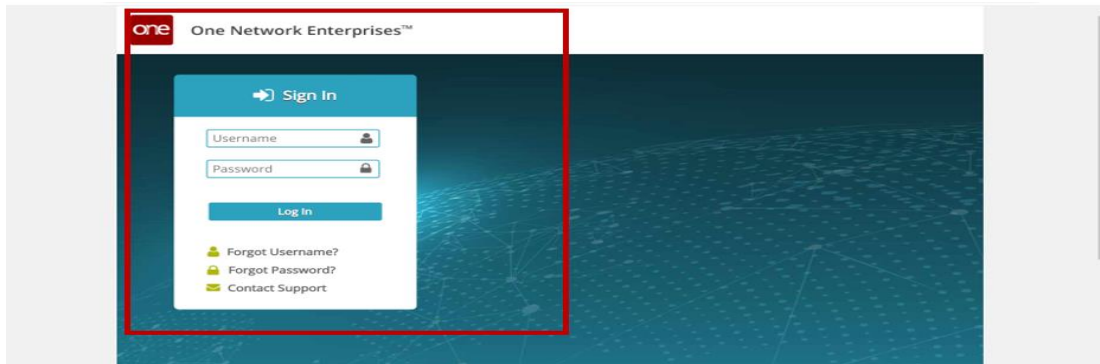 one One Network Enterprises™
Sign In
Username
Password
Log In
Forgot Username?
Forgot Password?
Contact Support